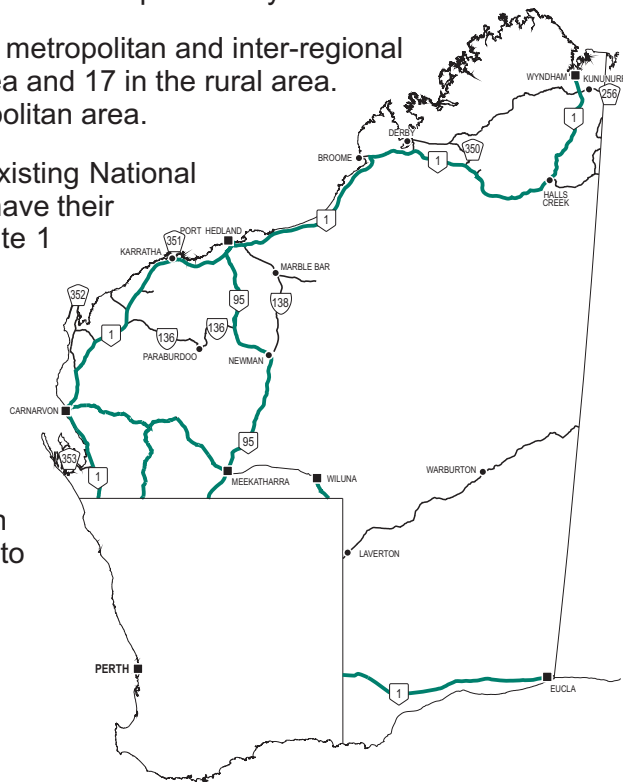 metropolitan and inter-regional
ea and 17 in the rural area.
politan area.
xisting National
have their
te 1
to
WYNDHAM
KUNUNURR
256
1
DERBY
350
BROOME
1
HALLS
CREEK
1
PORT HEDLAND
351
KARRATHA
MARBLE BAR
352
95
138
1
136
136
PARABURDOO
NEWMAN
CARNARVON
95
353
1
MEEKATHARRA
WILUNA
WARBURTON
LAVERTON
PERTH
1
EUCLA